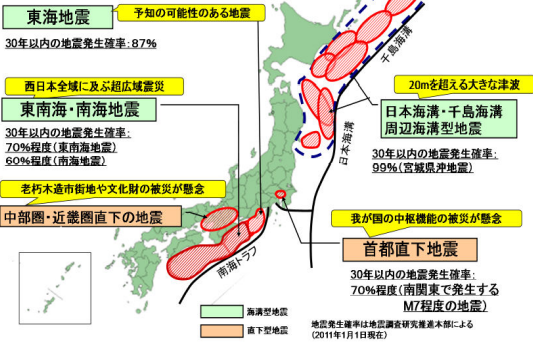 東海地震
予知の可能性のある地震
30年以内の地震発生確率:87%
西日本全域に及ぶ超広域震災
東南海・南海地震
30年以内の地震発生確率:
70%程度(東南海地震)
60%程度(南海地震)
老朽木造市街地や文化財の被災が懸念
中部圏・近畿圏直下の地震
千島海溝
20mを超える大きな津波
日本海溝・千島海溝
周辺海溝型地震
30年以内の地震発生確率:
99%(宮城県沖地震)
日本海溝
我が国の中枢機能の被災が懸念
首都直下地震
30年以内の地震発生確率:
70%程度(南関東で発生する
M7程度の地震)
南海トラフ
海溝型地震
直下型地震
地震発生確率は地震調査研究推進本部による
(2011年1月1日現在)